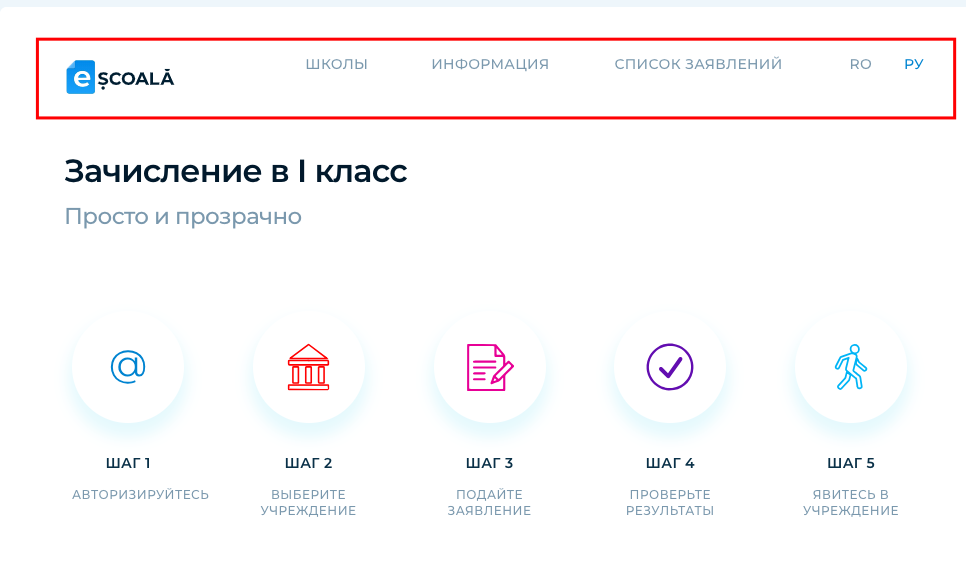 eȘCOALĂ
ШКОЛЫ
ИНФОРМАЦИЯ
СПИСОК ЗАЯВЛЕНИЙ
RO
РУ
Зачисление в I класс
Просто и прозрачно
@
ШАГ 1
АВТОРИЗИРУЙТЕСЬ
ШАГ 2
ВЫБЕРИТЕ
УЧРЕЖДЕНИЕ
ШАГ 3
ПОДАЙТЕ
ЗАЯВЛЕНИЕ
ШАГ 4
ПРОВЕРЬТЕ
РЕЗУЛЬТАТЫ
ШАГ 5
ЯВИТЕСЬ В
УЧРЕЖДЕНИЕ